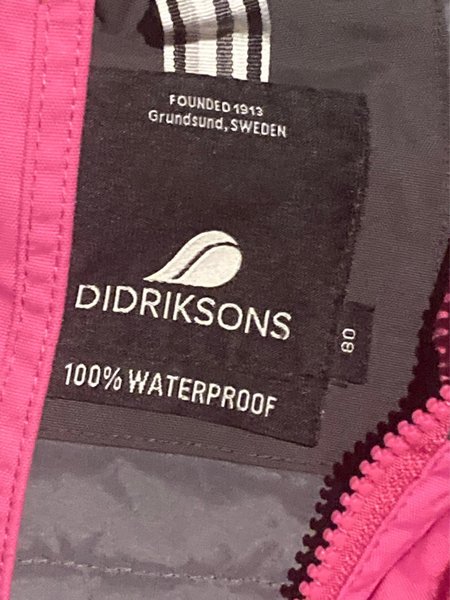 FOUNDED 1913
Grundsund, SWEDEN
DIDRIKSONS
80
100% WATERPROOF